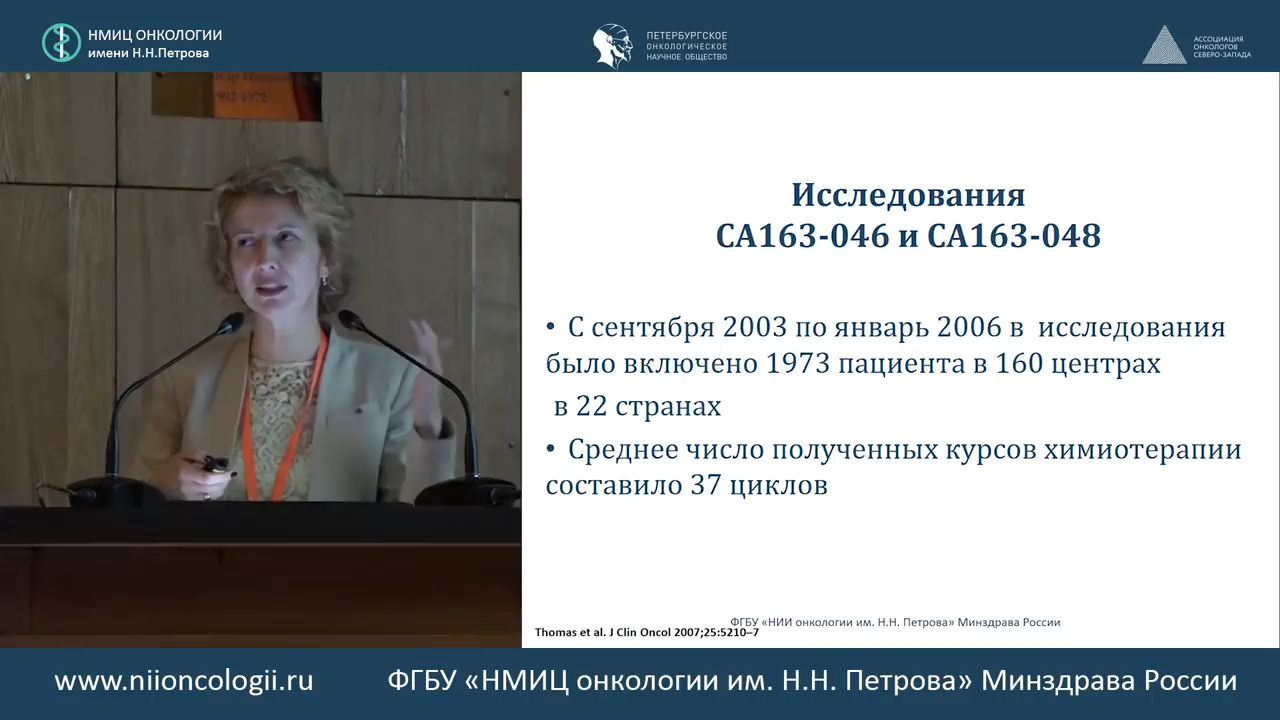 НМИЦ ОНКОЛОГИИ
имени Н.Н.Петрова
ПЕТЕРБУРГСКОЕ
ОНКОЛОГИЧЕСКОЕ
НАУЧНОЕ ОБЩЕСТВО
АССОЦИАЦИЯ
ОНКОЛОГОВ
СЕВЕРО-ЗАПАДА
Исследования
CA163-046 и CA163-048
• С сентября 2003 по январь 2006 в исследования
было включено 1973 пациента в 160 центрах
в 22 странах
• Среднее число полученных курсов химиотерапии
составило 37 циклов
ФГБУ «НИИ онкологии им. Н.Н. Петрова» Минздрава России
Thomas et al. J Clin Oncol 2007;25:5210–7
www.niioncologii.ru
ФГБУ «НМИЦ онкологии им. Н.Н. Петрова» Минздрава России